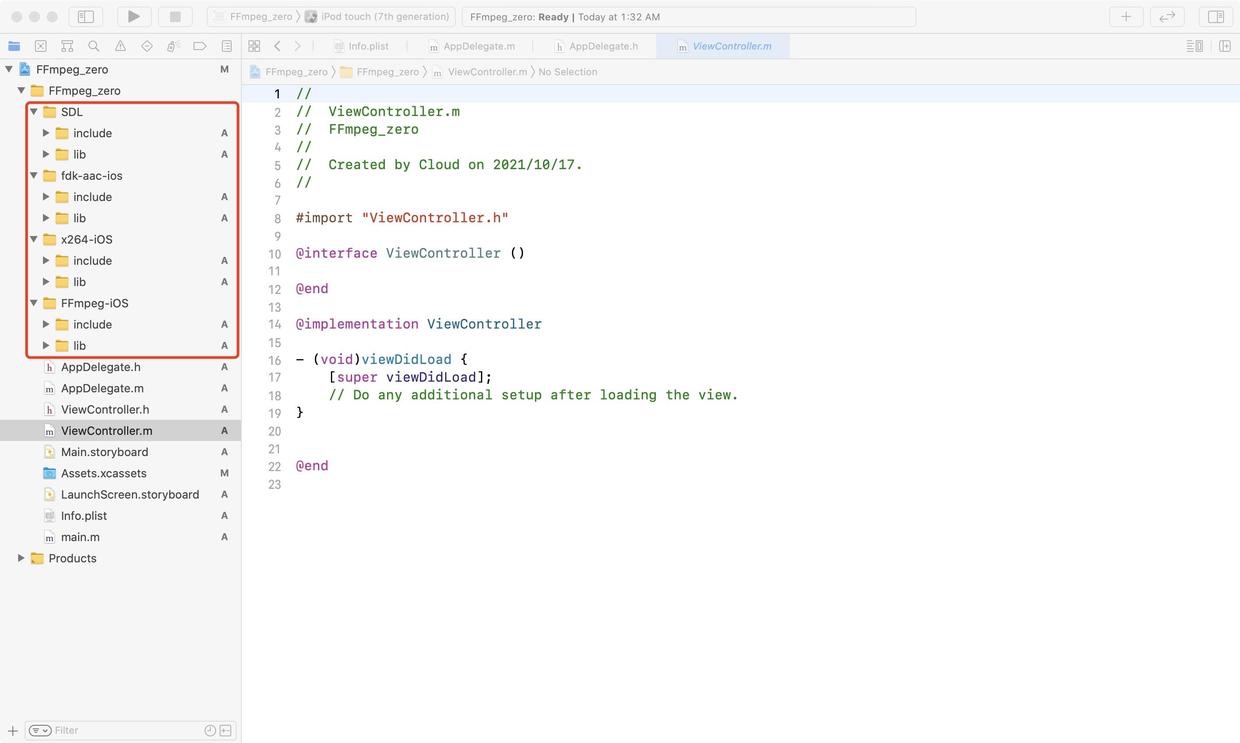 FFmpeg_zero 〉 iPod touch (7th generation)
FFmpeg_zero: Ready | Today at 1:32 AM
Info.plist
AppDelegate.m
AppDelegate.h
ViewController.m
FFmpeg_zero 〉 FFmpeg_zero 〉 ViewController.m 〉 No Selection
FFmpeg_zero M
FFmpeg_zero
SDL
include A
lib A
fdk-aac-ios
include A
lib A
x264-iOS
include A
lib A
FFmpeg-iOS
include A
lib A
AppDelegate.h A
AppDelegate.m A
ViewController.h A
ViewController.m A
Main.storyboard A
Assets.xcassets M
LaunchScreen.storyboard A
Info.plist A
main.m A
Products
Filter
1 //
2 //  ViewController.m
3 //  FFmpeg_zero
4 //
5 //  Created by Cloud on 2021/10/17.
6 //
7
8 #import "ViewController.h"
9
10 @interface ViewController ()
11
12 @end
13
14 @implementation ViewController
15
16 - (void)viewDidLoad {
17     [super viewDidLoad];
18     // Do any additional setup after loading the view.
19 }
20
21
22 @end
23